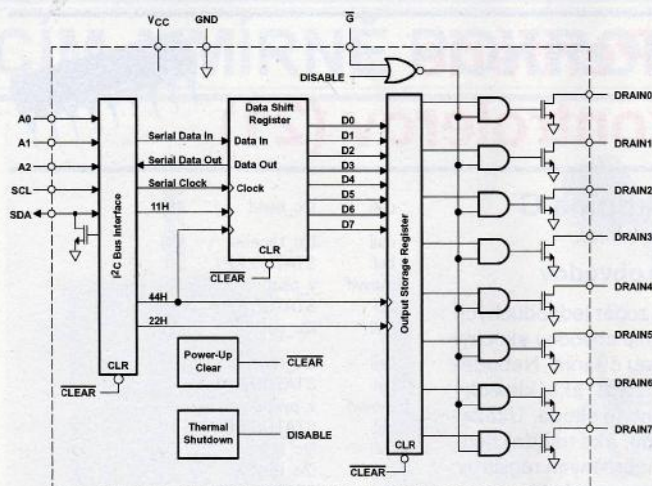 VCC
GND
G
DISABLE
A0
A1
A2
SCL
SDA
I2C Bus Interface
CLR
CLEAR
Serial Data In
Serial Data Out
Serial Clock
11H
44H
22H
Data Shift
Register
Data In
Data Out
Clock
CLR
CLEAR
D0
D1
D2
D3
D4
D5
D6
D7
Output Storage Register
CLR
CLEAR
Power-Up
Clear
CLEAR
Thermal
Shutdown
DISABLE
DRAIN0
DRAIN1
DRAIN2
DRAIN3
DRAIN4
DRAIN5
DRAIN6
DRAIN7